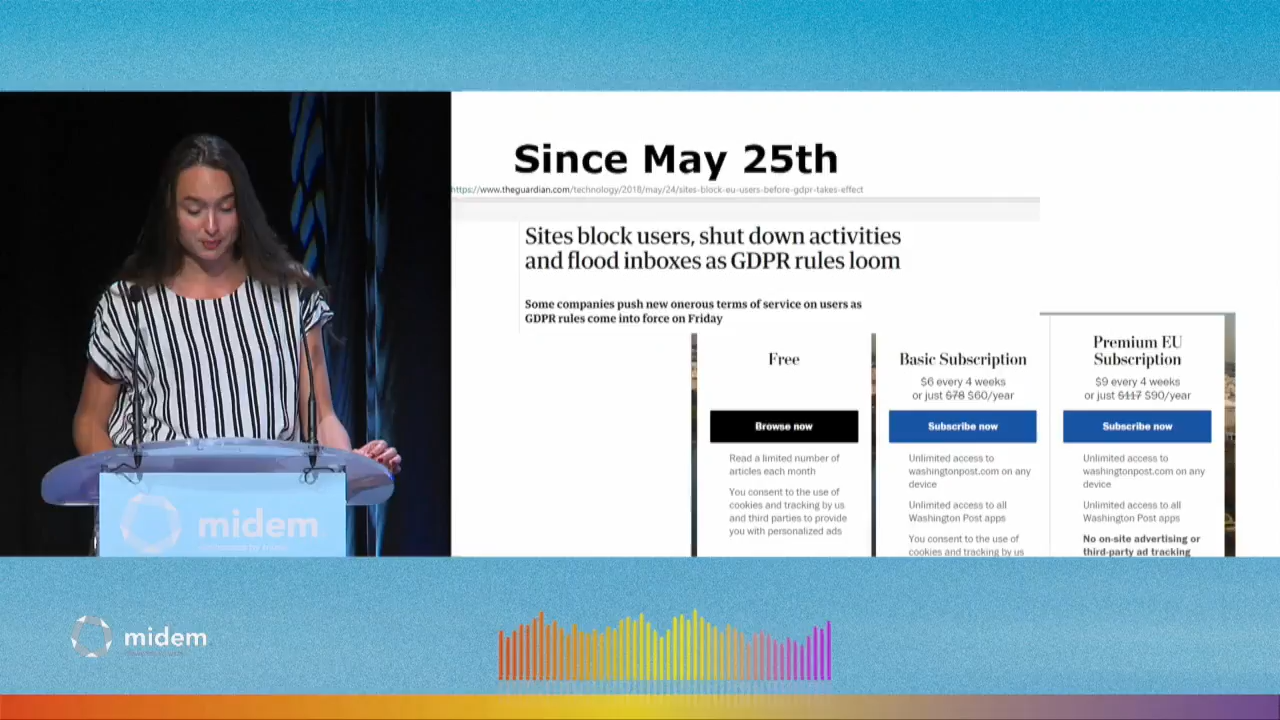 Since May 25th
https://www.theguardian.com/technology/2018/may/24/sites-block-eu-users-before-gdpr-takes-effect
Sites block users, shut down activities
and flood inboxes as GDPR rules loom
Some companies push new onerous terms of service on users as
GDPR rules come into force on Friday
Free
Browse now
Read a limited number of
articles each month
You consent to the use of
cookies and tracking by us
and third parties to provide
you with personalized ads
Basic Subscription
$6 every 4 weeks
or just $78 $60/year
Subscribe now
Unlimited access to
washingtonpost.com on any
device
Unlimited access to all
Washington Post apps
You consent to the use of
cookies and tracking by us
Premium EU
Subscription
$9 every 4 weeks
or just $117 $90/year
Subscribe now
Unlimited access to
washingtonpost.com on any
device
Unlimited access to all
Washington Post apps
No on-site advertising or
third-party ad tracking
midem
midem